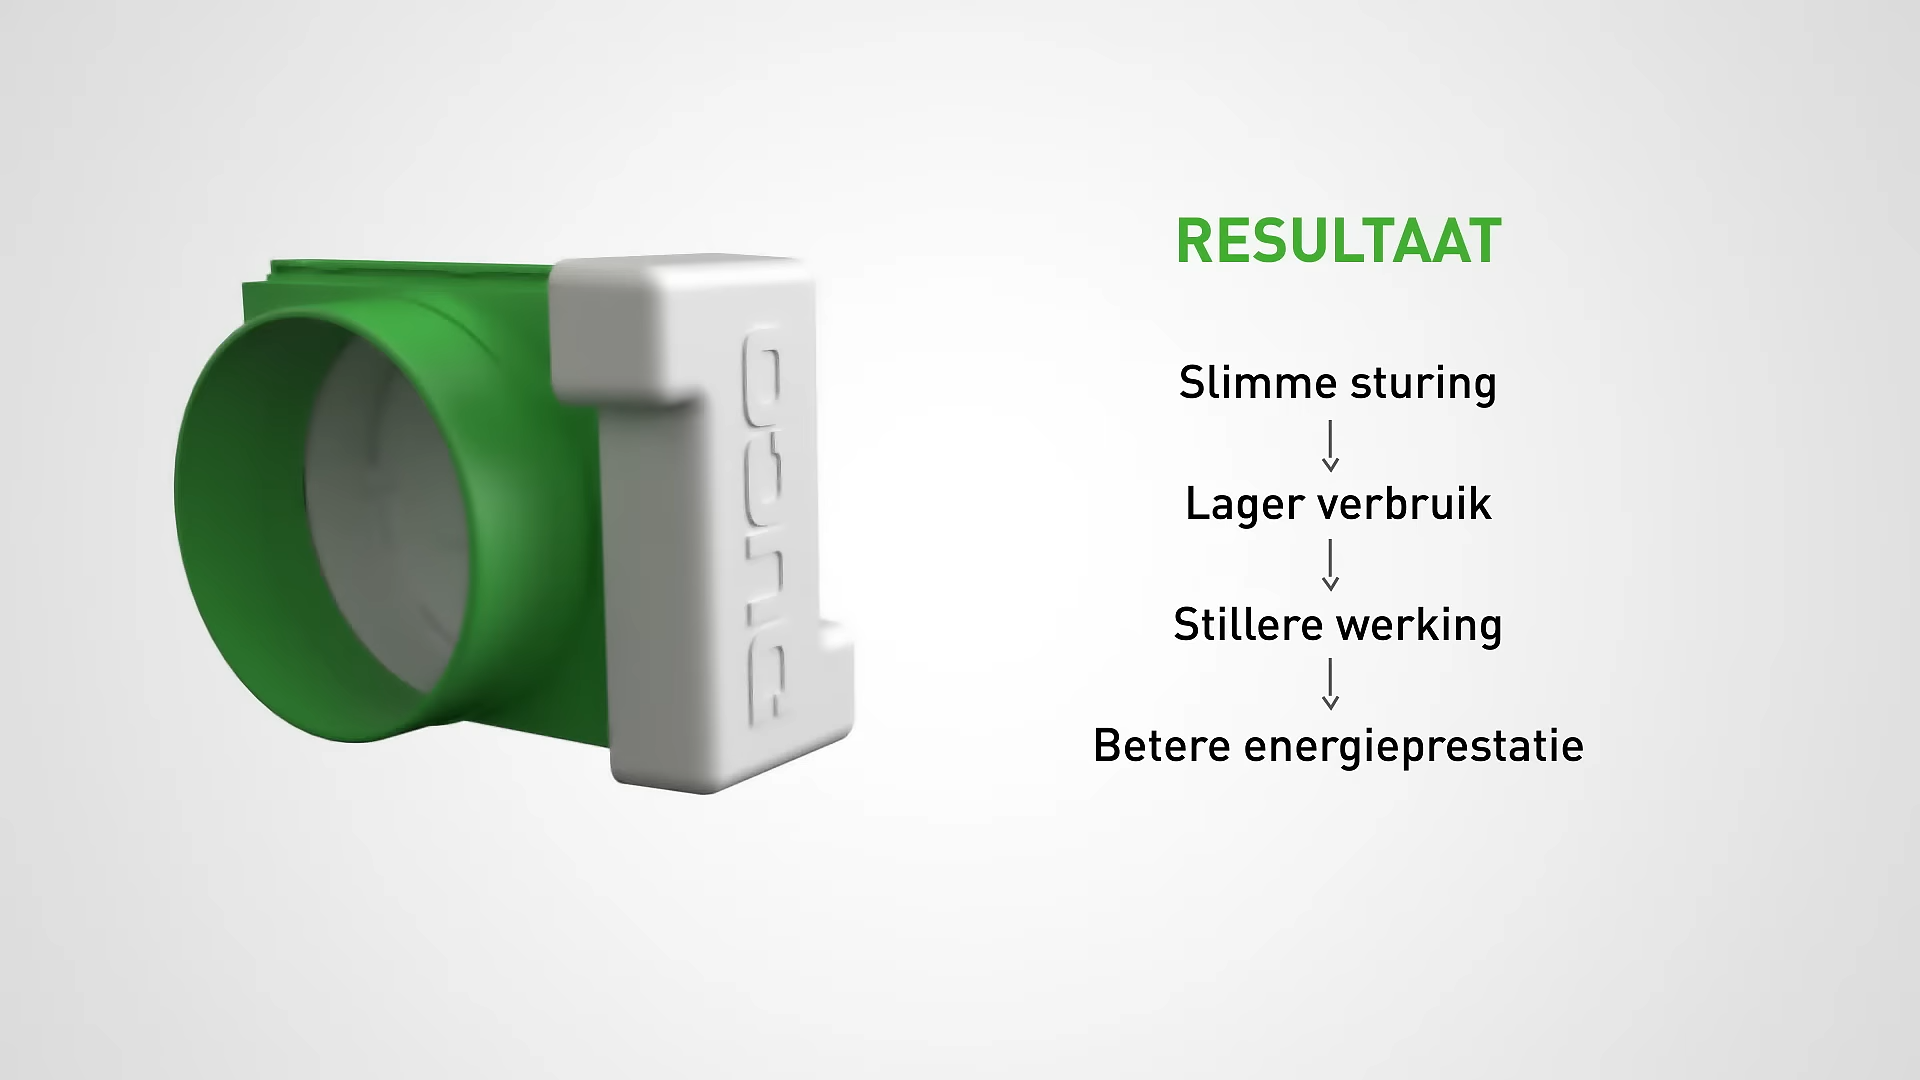 DUCO
RESULTAAT
Slimme sturing
Lager verbruik
Stillere werking
Betere energieprestatie